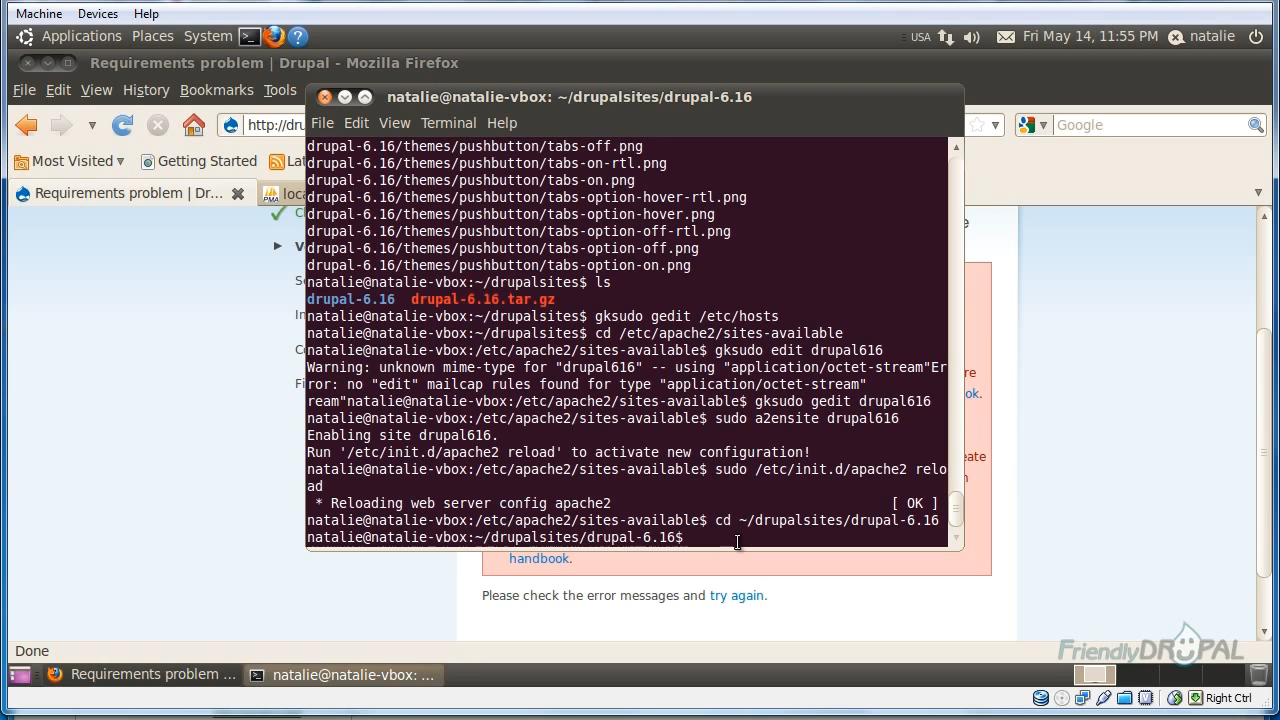 Machine Devices Help
Applications Places System USA Fri May 14, 11:55 PM natalie
Requirements problem | Drupal - Mozilla Firefox
File Edit View History Bookmarks Tools
natalie@natalie-vbox: ~/drupalsites/drupal-6.16
File Edit View Terminal Help
http://dru
Google
Most Visited Getting Started Lat
Requirements problem | Dr... loca
drupal-6.16/themes/pushbutton/tabs-off.png
drupal-6.16/themes/pushbutton/tabs-on-rtl.png
drupal-6.16/themes/pushbutton/tabs-on.png
drupal-6.16/themes/pushbutton/tabs-option-hover-rtl.png
drupal-6.16/themes/pushbutton/tabs-option-hover.png
drupal-6.16/themes/pushbutton/tabs-option-off-rtl.png
drupal-6.16/themes/pushbutton/tabs-option-off.png
drupal-6.16/themes/pushbutton/tabs-option-on.png
natalie@natalie-vbox:~/drupalsites$ ls
drupal-6.16 drupal-6.16.tar.gz
natalie@natalie-vbox:~/drupalsites$ gksudo gedit /etc/hosts
natalie@natalie-vbox:~/drupalsites$ cd /etc/apache2/sites-available
natalie@natalie-vbox:/etc/apache2/sites-available$ gksudo edit drupal616
Warning: unknown mime-type for "drupal616" -- using "application/octet-stream"Er
ror: no "edit" mailcap rules found for type "application/octet-stream"
ream"natalie@natalie-vbox:/etc/apache2/sites-available$ gksudo gedit drupal616
natalie@natalie-vbox:/etc/apache2/sites-available$ sudo a2ensite drupal616
Enabling site drupal616.
Run '/etc/init.d/apache2 reload' to activate new configuration!
natalie@natalie-vbox:/etc/apache2/sites-available$ sudo /etc/init.d/apache2 relo
ad
* Reloading web server config apache2 [ OK ]
natalie@natalie-vbox:/etc/apache2/sites-available$ cd ~/drupalsites/drupal-6.16
natalie@natalie-vbox:~/drupalsites/drupal-6.16$
handbook.
Please check the error messages and try again.
FriendlyDRUPAL
Done
Requirements problem ... natalie@natalie-vbox: ...
Right Ctrl